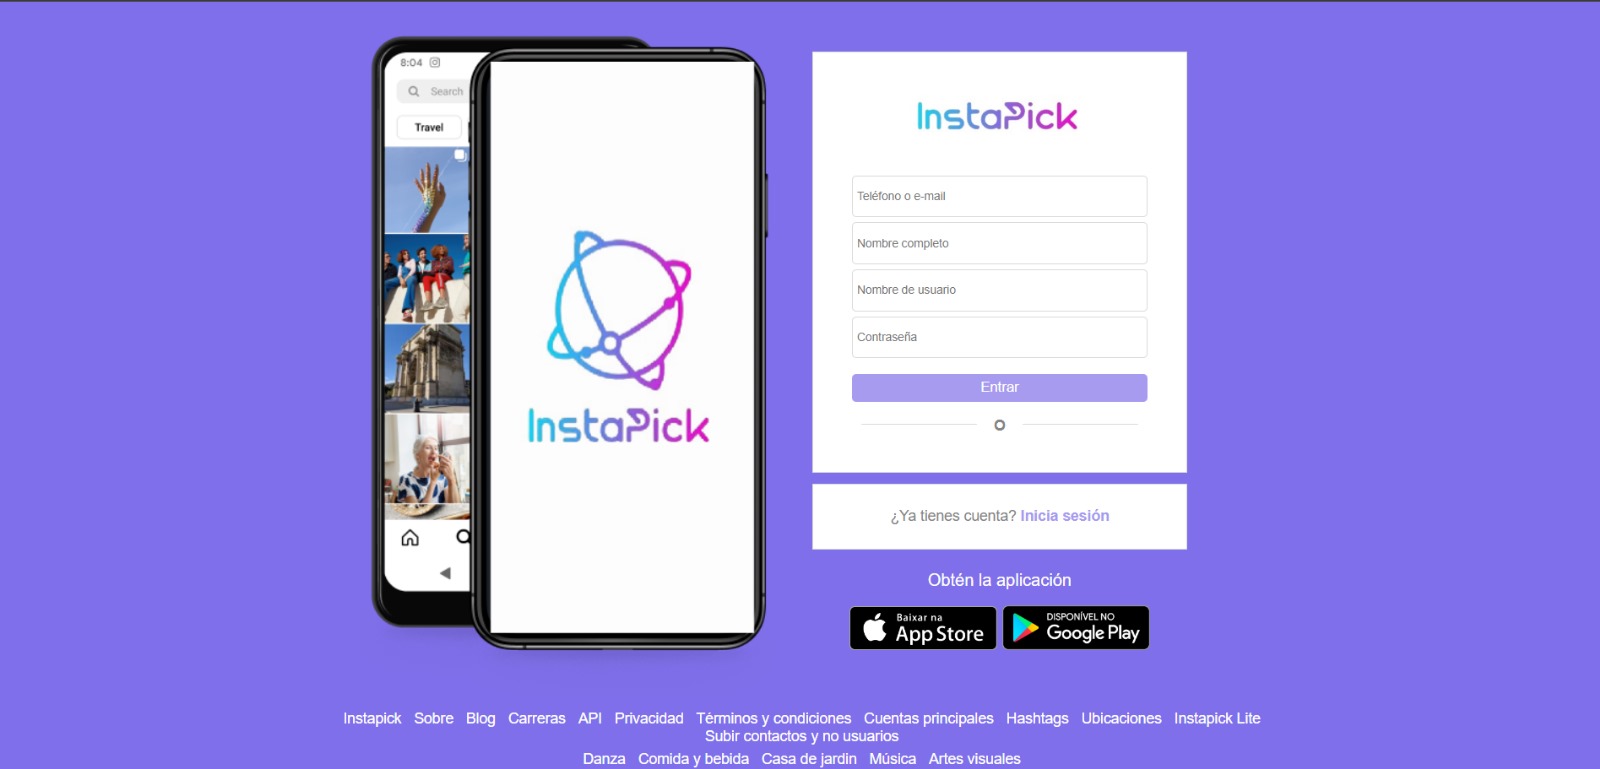 8:04
Search
Travel
InstaPick
InstaPick
Teléfono o e-mail
Nombre completo
Nombre de usuario
Contraseña
Entrar
O
¿Ya tienes cuenta? Inicia sesión
Obtén la aplicación
Baixar na
App Store
DISPONÍVEL NO
Google Play
Instapick Sobre Blog Carreras API Privacidad Términos y condiciones Cuentas principales Hashtags Ubicaciones Instapick Lite
Subir contactos y no usuarios
Danza Comida y bebida Casa de jardin Música Artes visuales